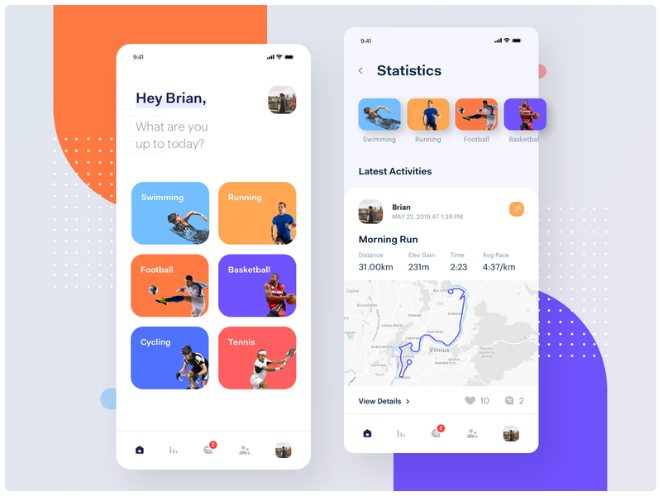 9:41
Hey Brian,
What are you
up to today?
Swimming
Running
Football
Basketball
Cycling
Tennis
2
9:41
Statistics
Swimming
Running
Football
Basketbal
Latest Activities
Brian
MAY 22, 2019 AT 1.39 PM
Morning Run
Distance
Elev Gain
Time
Avg Pace
31.00km
231m
2:23
4:37/km
Vilnius
View Details
10
2
2